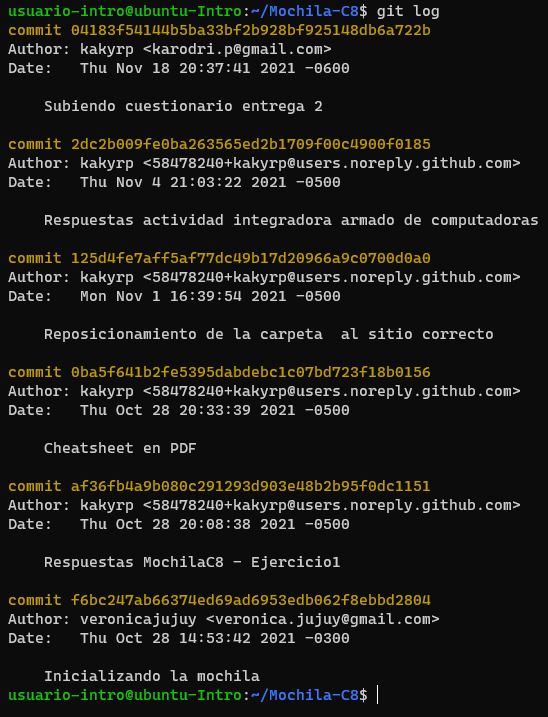 usuario-intro@ubuntu-Intro:~/Mochila-C8$ git log
commit 04183f54144b5ba33bf2b928bf925148db6a722b
Author: kakyrp <karodri.p@gmail.com>
Date:   Thu Nov 18 20:37:41 2021 -0600
    Subiendo cuestionario entrega 2
commit 2dc2b009fe0ba263565ed2b1709f00c4900f0185
Author: kakyrp <58478240+kakyrp@users.noreply.github.com>
Date:   Thu Nov 4 21:03:22 2021 -0500
    Respuestas actividad integradora armado de computadoras
commit 125d4fe7aff5af77dc49b17d20966a9c0700d0a0
Author: kakyrp <58478240+kakyrp@users.noreply.github.com>
Date:   Mon Nov 1 16:39:54 2021 -0500
    Reposicionamiento de la carpeta  al sitio correcto
commit 0ba5f641b2fe5395dabdebc1c07bd723f18b0156
Author: kakyrp <58478240+kakyrp@users.noreply.github.com>
Date:   Thu Oct 28 20:33:39 2021 -0500
    Cheatsheet en PDF
commit af36fb4a9b080c291293d903e48b2b95f0dc1151
Author: kakyrp <58478240+kakyrp@users.noreply.github.com>
Date:   Thu Oct 28 20:08:38 2021 -0500
    Respuestas MochilaC8 - Ejercicio1
commit f6bc247ab66374ed69ad6953edb062f8ebbd2804
Author: veronicajujuy <veronica.jujuy@gmail.com>
Date:   Thu Oct 28 14:53:42 2021 -0300
    Inicializando la mochila
usuario-intro@ubuntu-Intro:~/Mochila-C8$